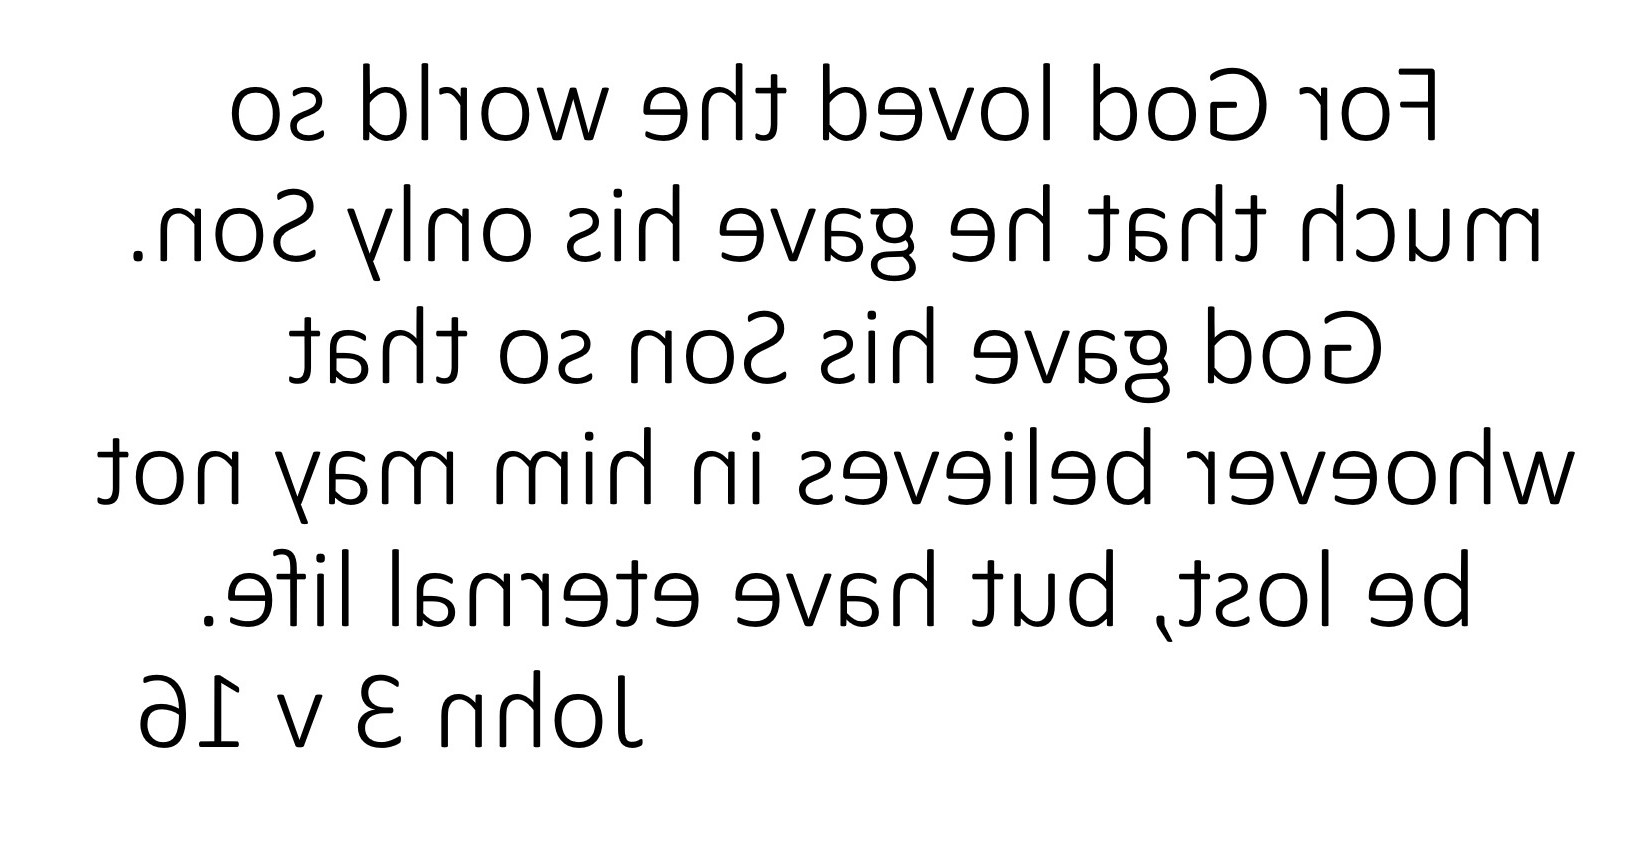 For God loved the world so
much that he gave his only Son.
God gave his Son so that
whoever believes in him may not
be lost, but have eternal life.
John 3 v 16